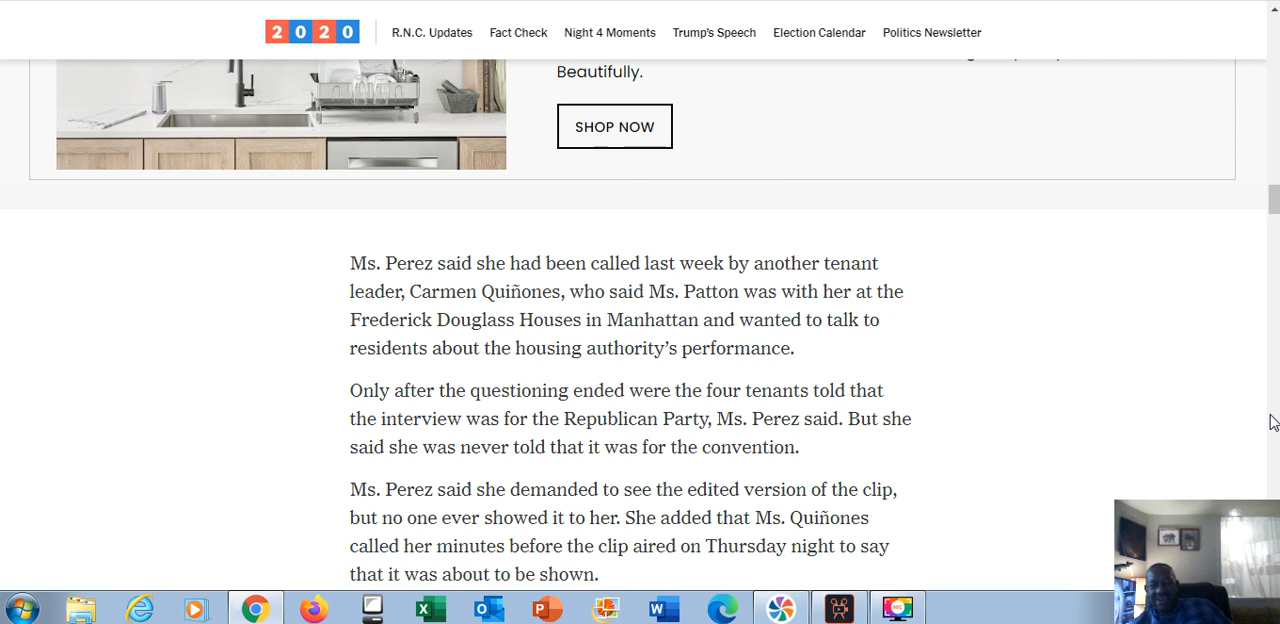 2020 R.N.C. Updates Fact Check Night 4 Moments Trump's Speech Election Calendar Politics Newsletter
Beautifully.
SHOP NOW
Ms. Perez said she had been called last week by another tenant
leader, Carmen Quiñones, who said Ms. Patton was with her at the
Frederick Douglass Houses in Manhattan and wanted to talk to
residents about the housing authority’s performance.
Only after the questioning ended were the four tenants told that
the interview was for the Republican Party, Ms. Perez said. But she
said she was never told that it was for the convention.
Ms. Perez said she demanded to see the edited version of the clip,
but no one ever showed it to her. She added that Ms. Quiñones
called her minutes before the clip aired on Thursday night to say
that it was about to be shown.